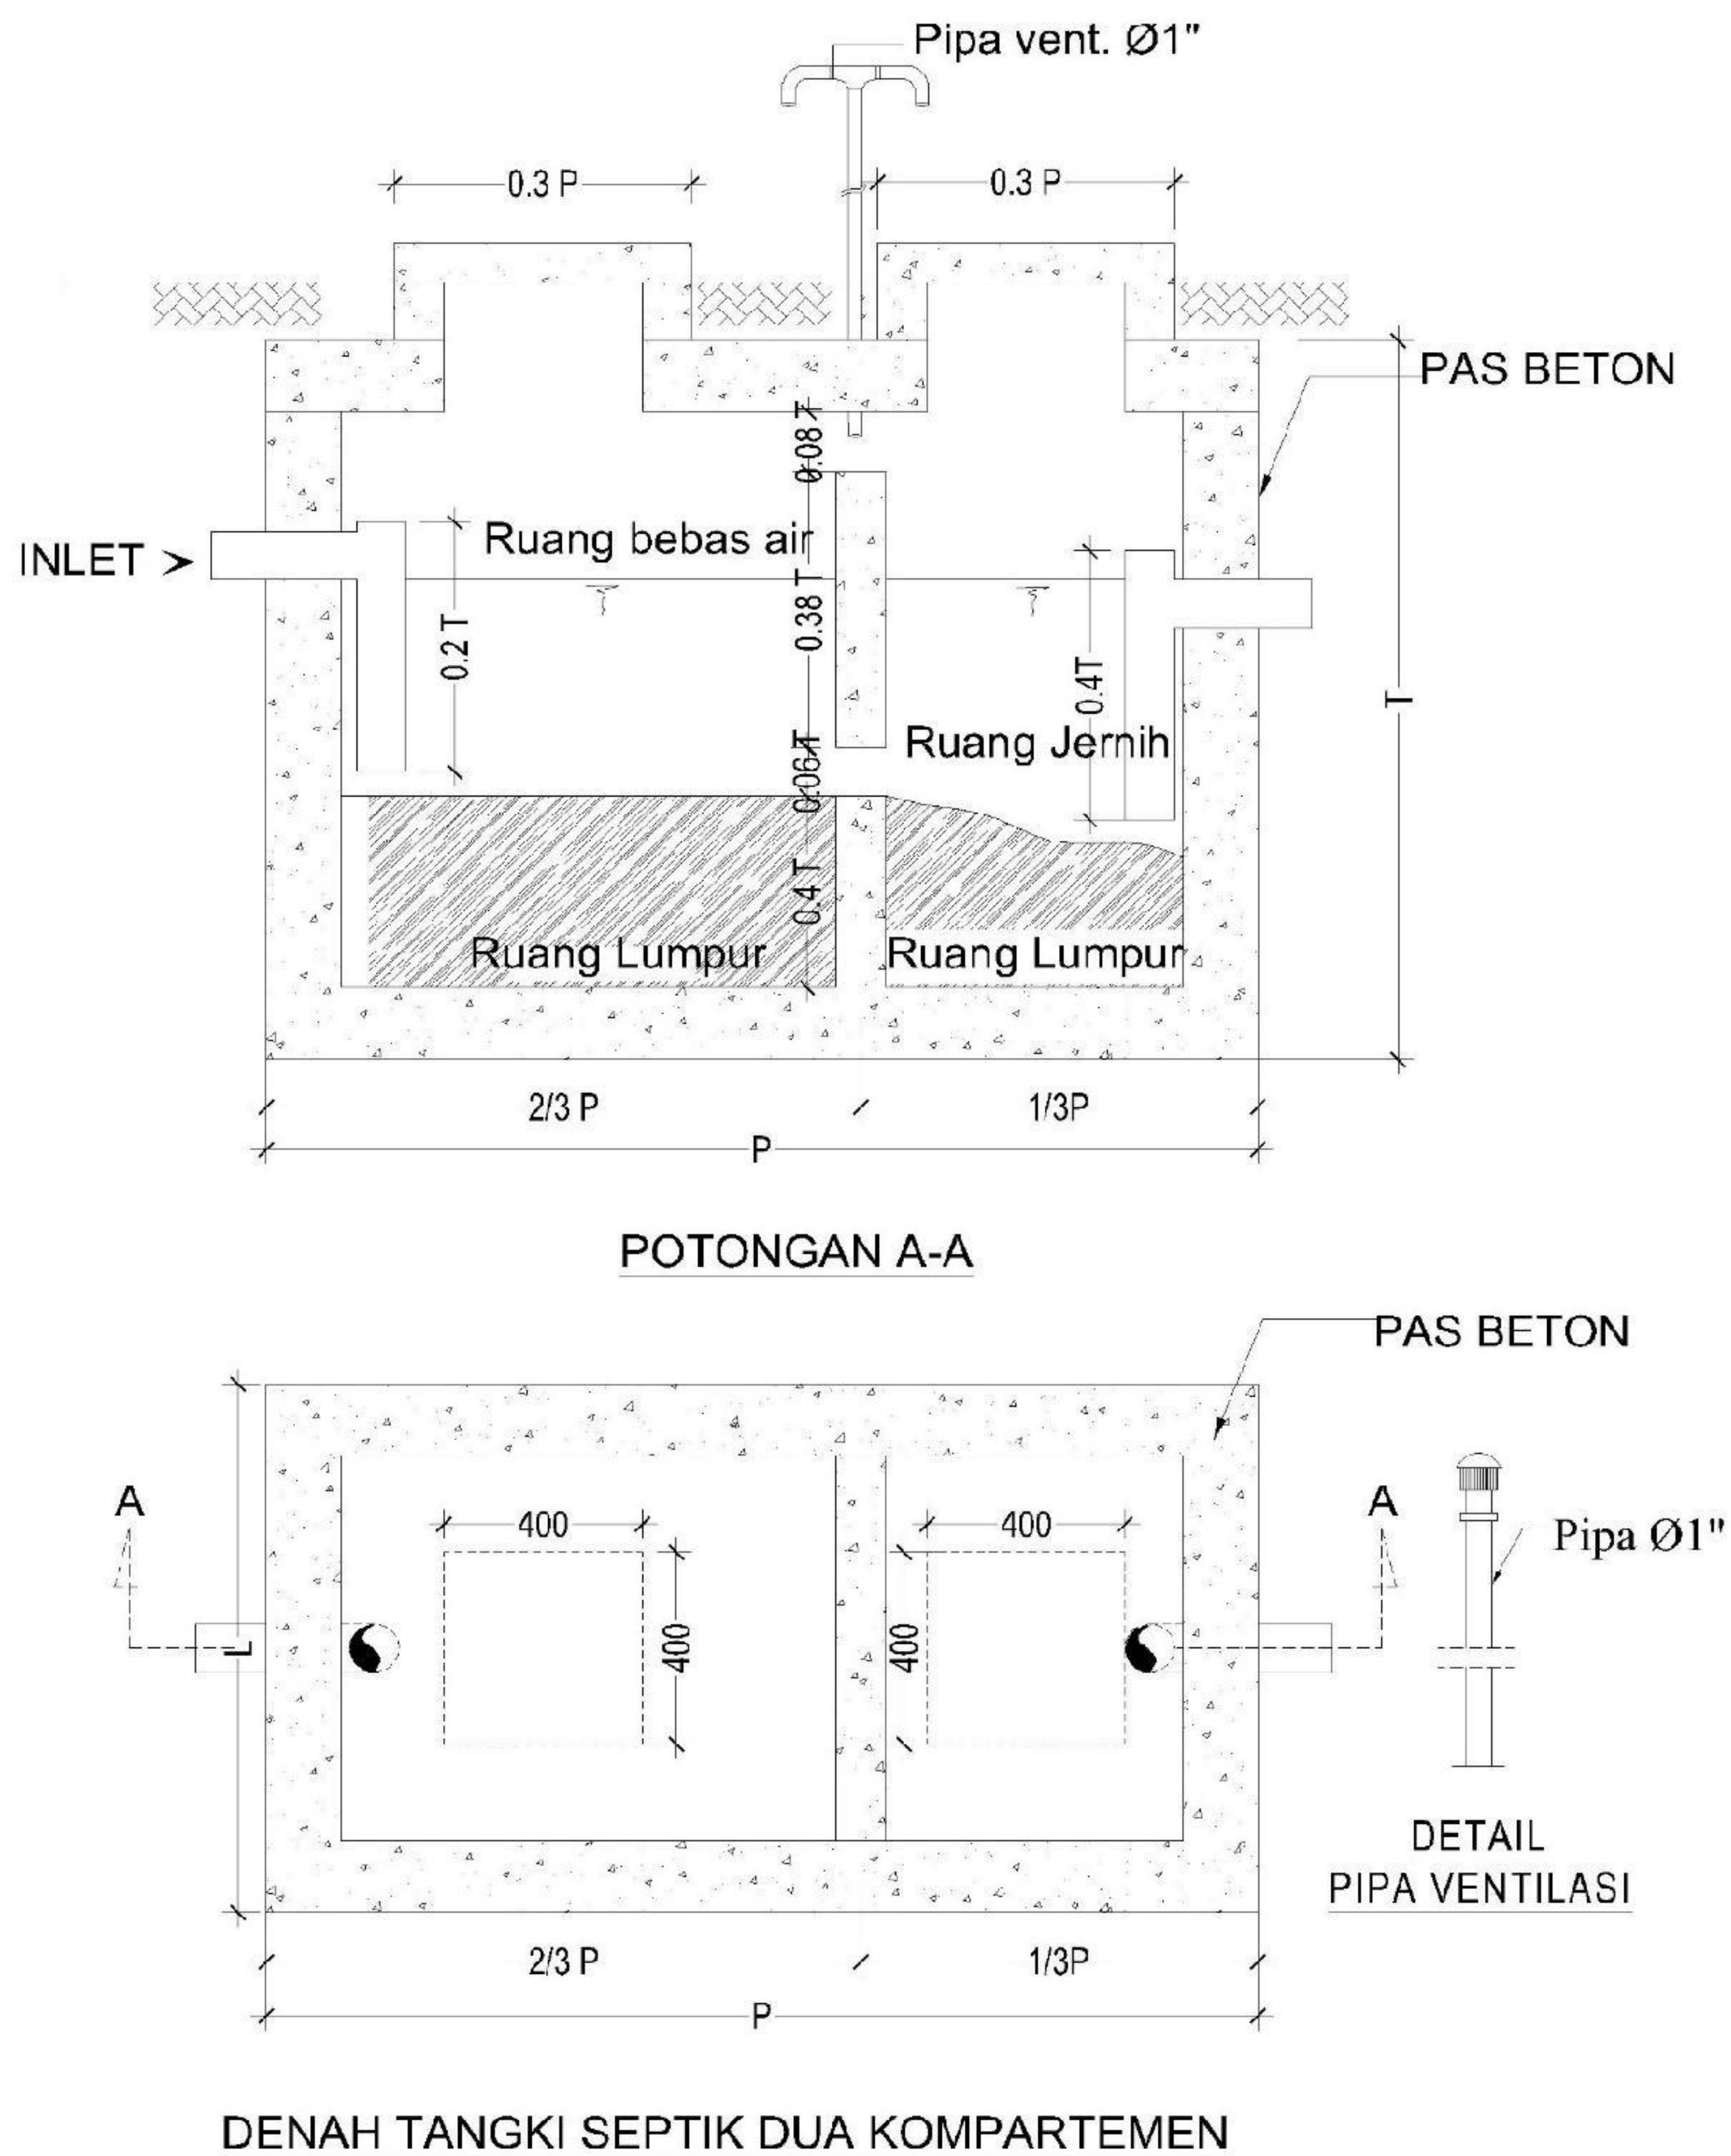 Pipa vent. Ø1"
0.3 P
0.3 P
PAS BETON
0.08 T
INLET >
Ruang bebas air
0.2 T
0.38 T
0.4T
T
Ruang Jernih
0.06 T
0.4 T
Ruang Lumpur
Ruang Lumpur
2/3 P
1/3P
P
POTONGAN A-A
PAS BETON
A
400
400
A
Pipa Ø1"
L
400
400
DETAIL
PIPA VENTILASI
2/3 P
1/3P
P
DENAH TANGKI SEPTIK DUA KOMPARTEMEN